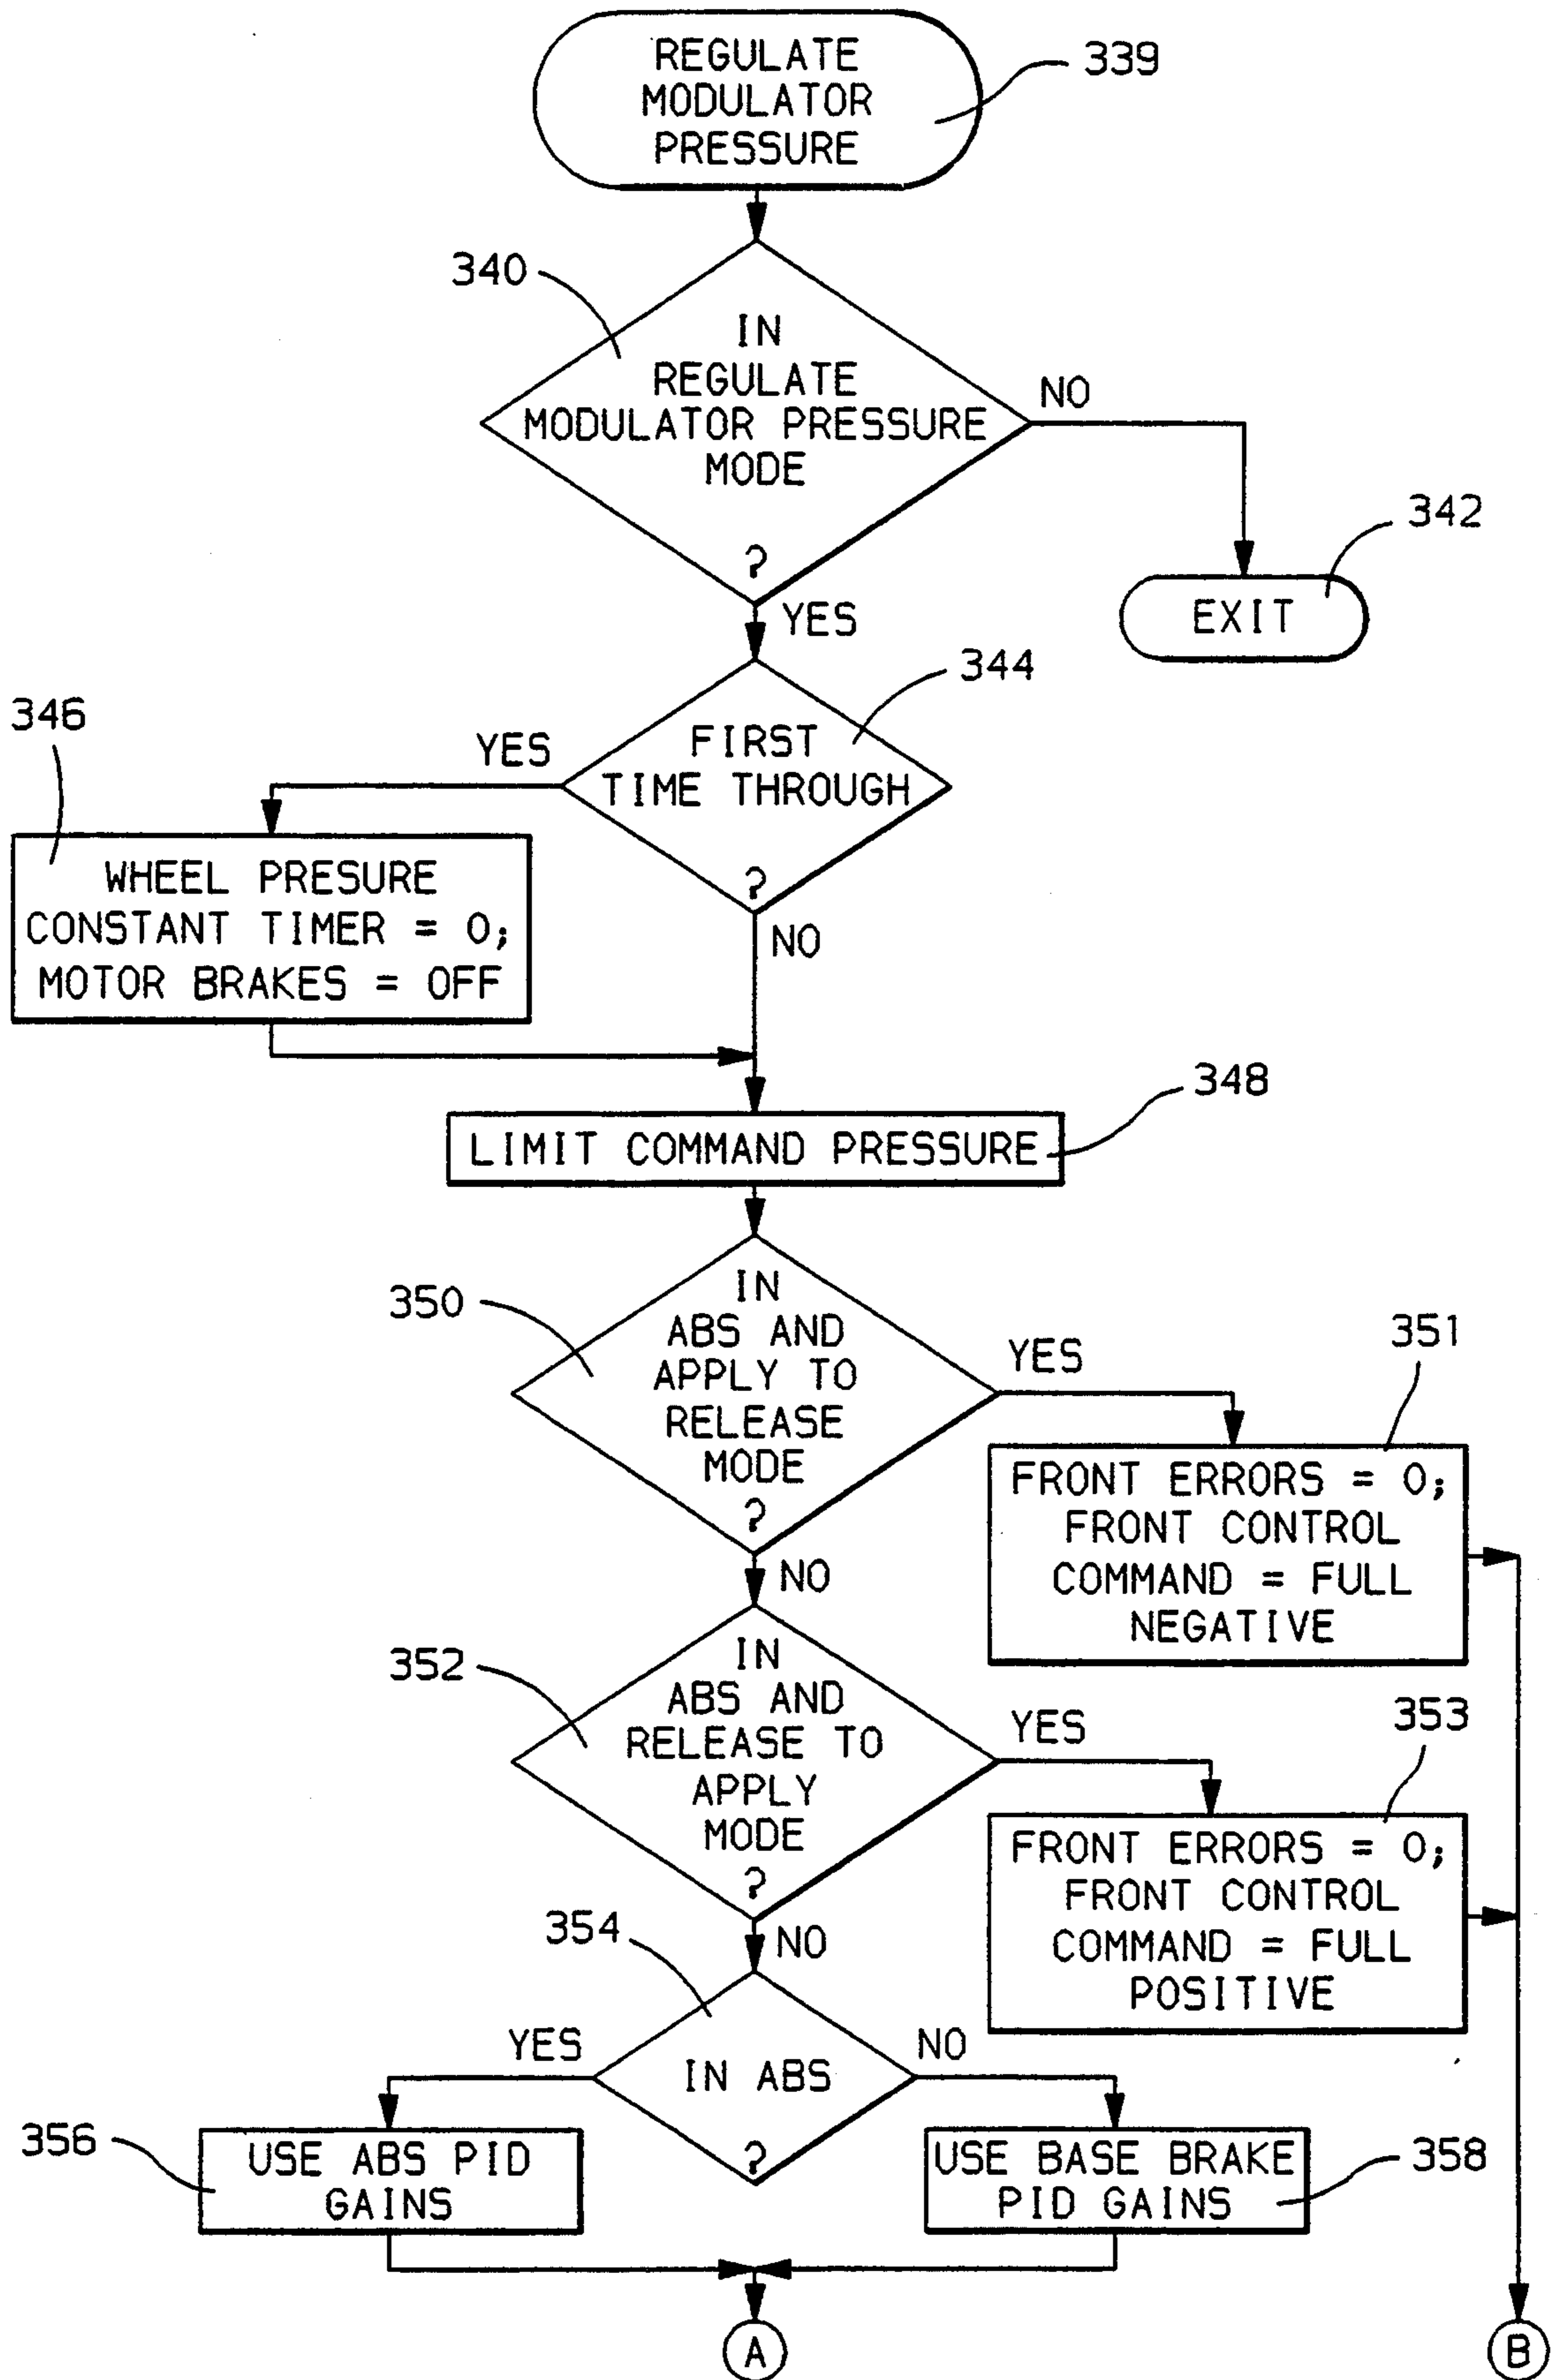 REGULATE
MODULATOR
PRESSURE
339
340
IN
REGULATE
MODULATOR PRESSURE
MODE
?
NO
YES
342
EXIT
344
FIRST
TIME THROUGH
?
YES
NO
346
WHEEL PRESURE
CONSTANT TIMER = 0;
MOTOR BRAKES = OFF
348
LIMIT COMMAND PRESSURE
350
IN
ABS AND
APPLY TO
RELEASE
MODE
?
YES
NO
351
FRONT ERRORS = 0;
FRONT CONTROL
COMMAND = FULL
NEGATIVE
352
IN
ABS AND
RELEASE TO
APPLY
MODE
?
YES
NO
353
FRONT ERRORS = 0;
FRONT CONTROL
COMMAND = FULL
POSITIVE
354
IN ABS
?
YES
NO
356
USE ABS PID
GAINS
USE BASE BRAKE
PID GAINS
358
A
B